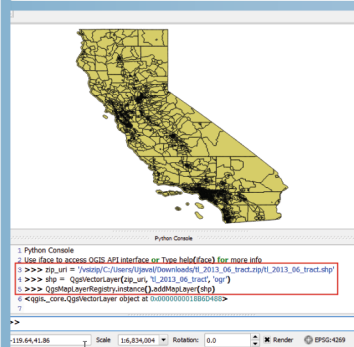 Python Console
1 Python Console
2 Use iface to access QGIS API interface or Type help(iface) for more info
3 >>> zip_uri = '/vsizip/C:/Users/Ujaval/Downloads/tl_2013_06_tract.zip/tl_2013_06_tract.shp'
4 >>> shp = QgsVectorLayer(zip_uri, 'tl_2013_06_tract', 'ogr')
5 >>> QgsMapLayerRegistry.instance().addMapLayer(shp)
6 <qgis._core.QgsVectorLayer object at 0x0000000018B6D488>
7
>>
-119.64,41.86 Scale 1:6,834,004 Rotation: 0.0 Render EPSG:4269